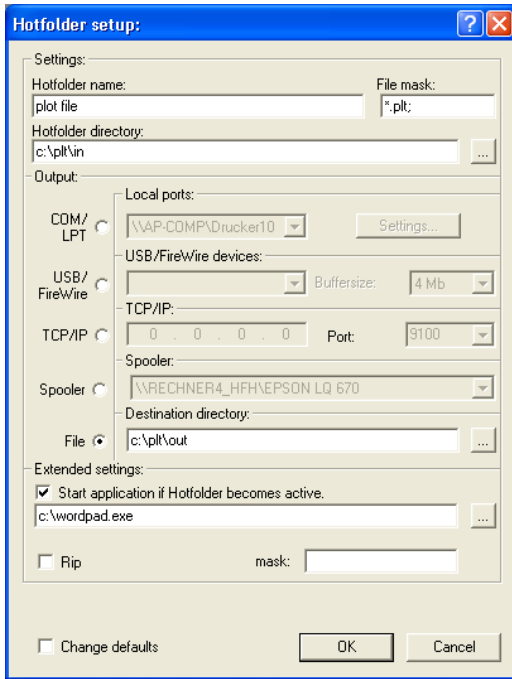 Hotfolder setup:
Settings:
Hotfolder name: File mask:
plot file *.plt;
Hotfolder directory:
c:\plt\in ...
Output:
Local ports:
COM/
LPT \\AP-COMP\Drucker10 Settings...
USB/FireWire devices:
USB/
FireWire Buffersize: 4 Mb
TCP/IP:
TCP/IP 0 . 0 . 0 . 0 Port: 9100
Spooler:
Spooler \\RECHNER4_HFH\EPSON LQ 670
Destination directory:
File c:\plt\out ...
Extended settings:
Start application if Hotfolder becomes active.
c:\wordpad.exe ...
Rip mask:
Change defaults OK Cancel